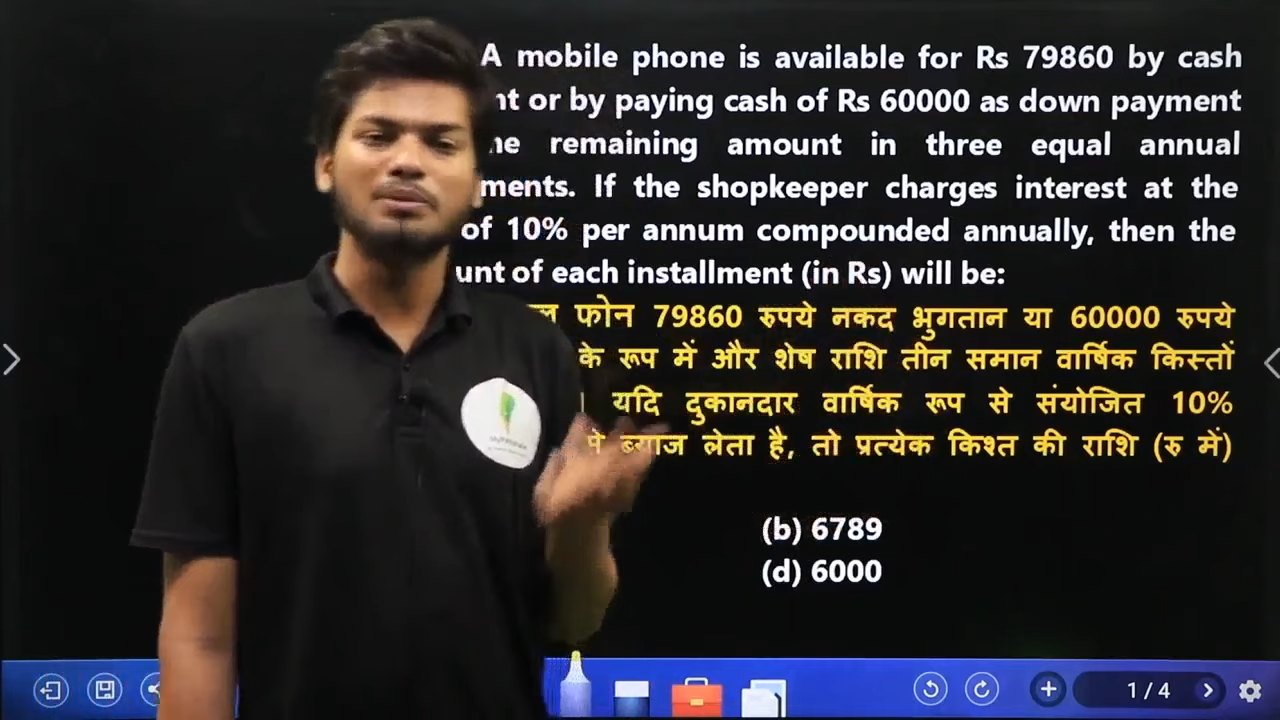 A mobile phone is available for Rs 79860 by cash
nt or by paying cash of Rs 60000 as down payment
ne remaining amount in three equal annual
ments. If the shopkeeper charges interest at the
of 10% per annum compounded annually, then the
unt of each installment (in Rs) will be:
ल फोन 79860 रुपये नकद भुगतान या 60000 रुपये
के रूप में और शेष राशि तीन समान वार्षिक किस्तों
यदि दुकानदार वार्षिक रूप से संयोजित 10%
से ब्याज लेता है, तो प्रत्येक किश्त की राशि (रु में)
(b) 6789
(d) 6000
1 / 4